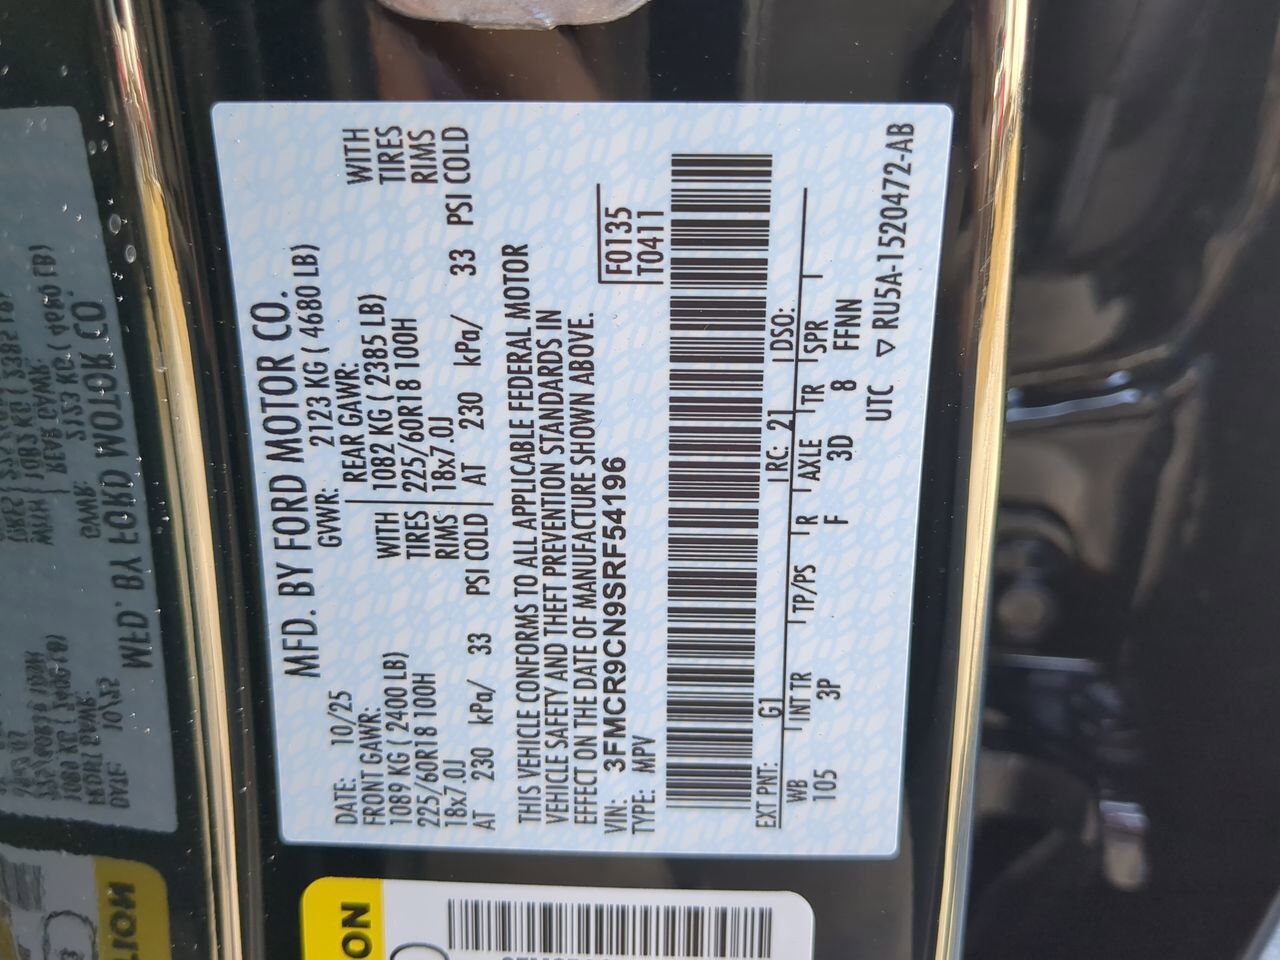 MFD. BY FORD MOTOR CO.
DATE: 10/25 GVWR: 2123 KG ( 4680 LB)
FRONT GAWR: REAR GAWR:
1089 KG ( 2400 LB) WITH 1082 KG ( 2385 LB) WITH
225/60R18 100H TIRES 225/60R18 100H TIRES
18x7.0J RIMS 18x7.0J RIMS
AT 230 kPa/ 33 PSI COLD AT 230 kPa/ 33 PSI COLD
THIS VEHICLE CONFORMS TO ALL APPLICABLE FEDERAL MOTOR
VEHICLE SAFETY AND THEFT PREVENTION STANDARDS IN
EFFECT ON THE DATE OF MANUFACTURE SHOWN ABOVE.
VIN: 3FMCR9CN9SRF54196 F0135
TYPE: MPV T0411
EXT PNT: G1 RC: 21 DSO:
WB INT TR TP/PS R AXLE TR SPR
105 3P F 3D 8 FFNN
UTC ▽ RU5A-1520472-AB
ON